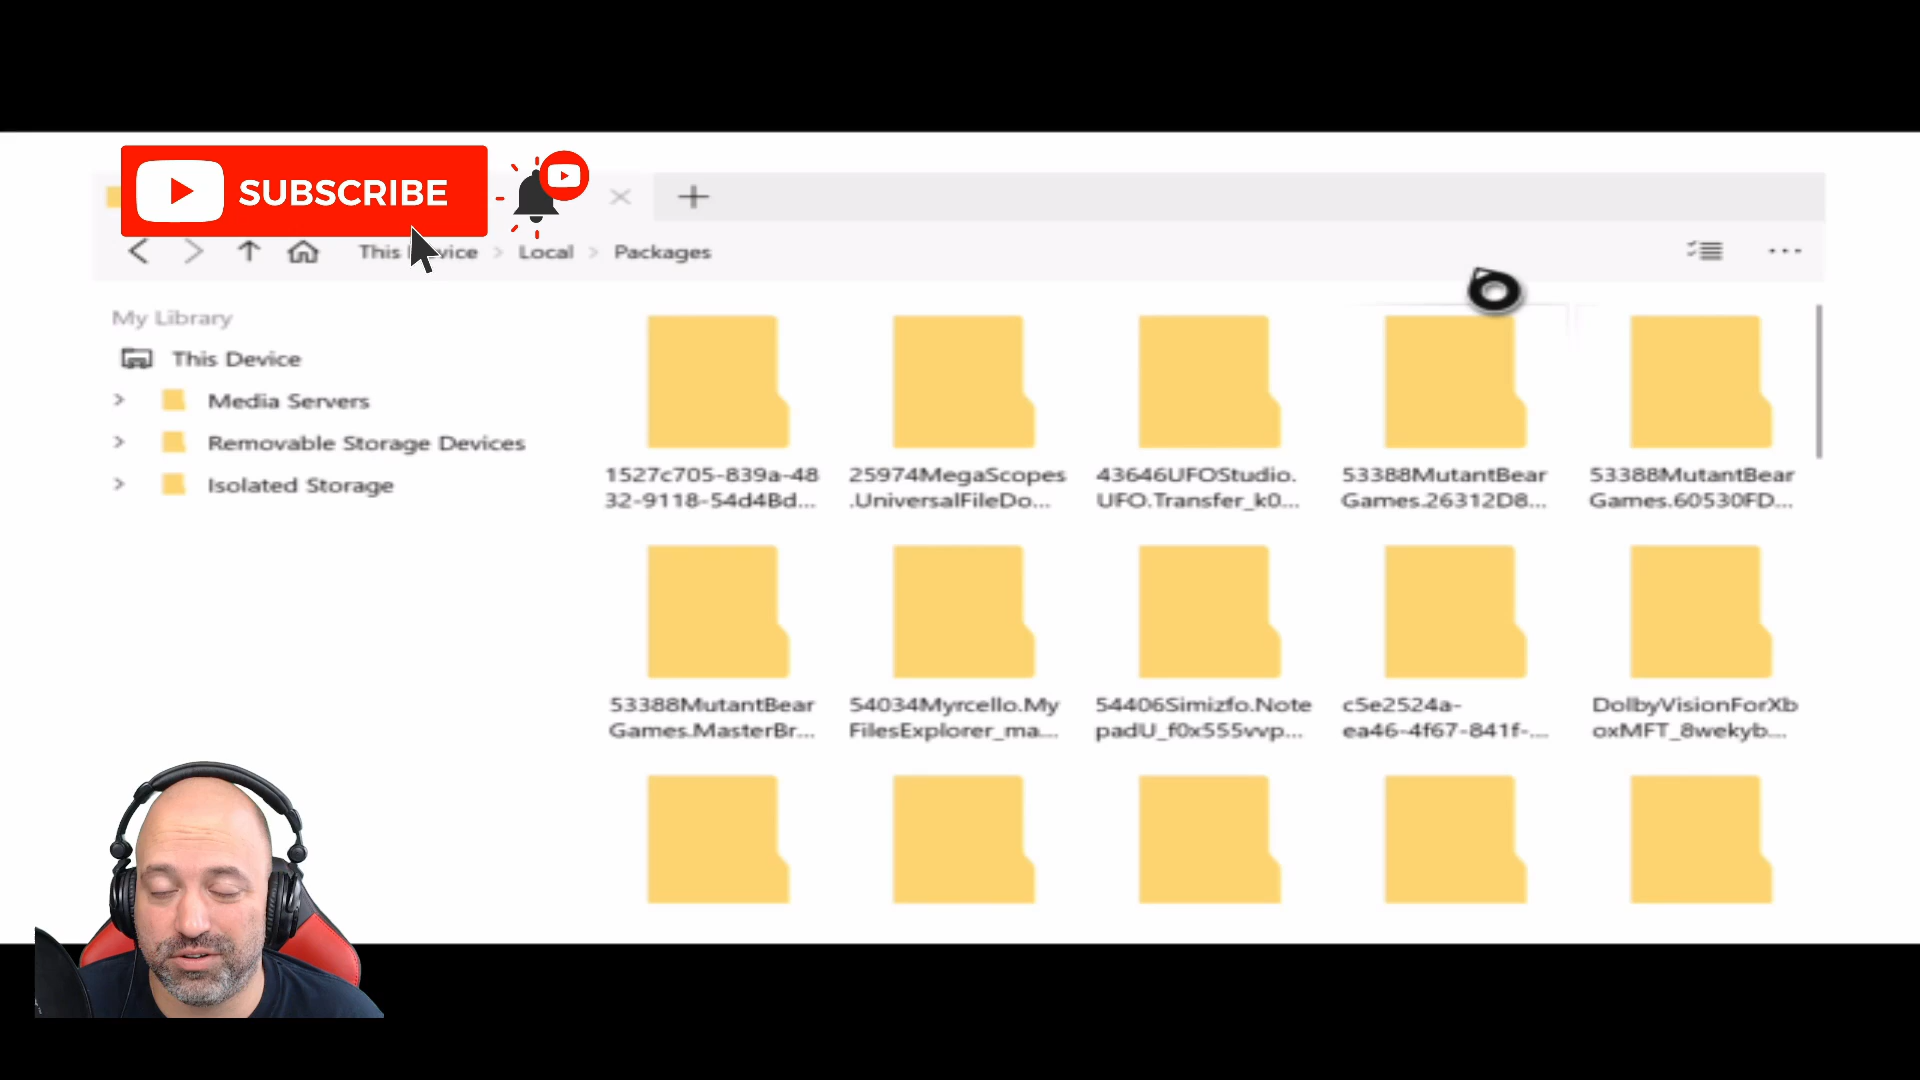 SUBSCRIBE
This Device > Local > Packages
My Library
This Device
Media Servers
Removable Storage Devices
Isolated Storage
1527c705-839a-48
32-9118-54d4Bd...
25974MegaScopes
.UniversalFileDo...
43646UFOStudio.
UFO.Transfer_k0...
53388MutantBear
Games.26312D8...
53388MutantBear
Games.60530FD...
53388MutantBear
Games.MasterBr...
54034Myrcello.My
FilesExplorer_ma...
54406Simizfo.Note
padU_f0x555vvp...
c5e2524a-
ea46-4f67-841f-...
DolbyVisionForXb
oxMFT_8wekyb...